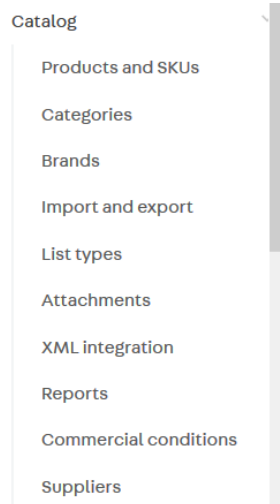 Catalog
Products and SKUs
Categories
Brands
Import and export
List types
Attachments
XML integration
Reports
Commercial conditions
Suppliers